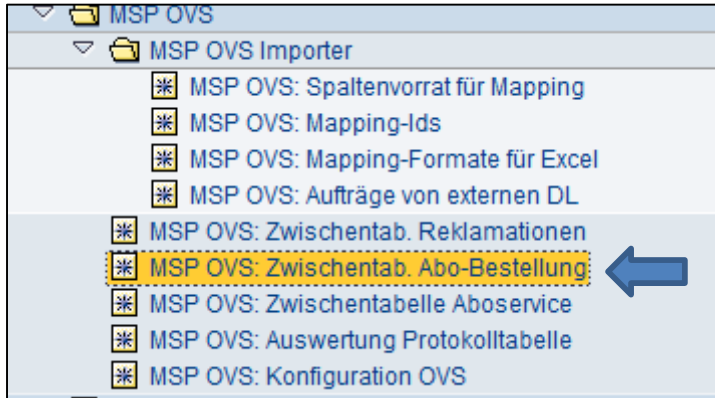 MSP OVS
MSP OVS Importer
MSP OVS: Spaltenvorrat für Mapping
MSP OVS: Mapping-Ids
MSP OVS: Mapping-Formate für Excel
MSP OVS: Aufträge von externen DL
MSP OVS: Zwischentab. Reklamationen
MSP OVS: Zwischentab. Abo-Bestellung
MSP OVS: Zwischentabelle Aboservice
MSP OVS: Auswertung Protokolltabelle
MSP OVS: Konfiguration OVS